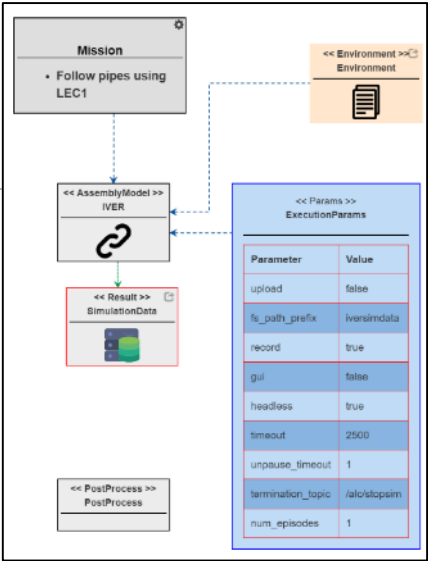 Mission
• Follow pipes using
LEC1
<< Environment >>
Environment
<< AssemblyModel >>
IVER
<< Params >>
ExecutionParams
Parameter Value
upload false
fs_path_prefix iversimdata
record true
gui false
headless true
timeout 2500
unpause_timeout 1
termination_topic /alc/stopsim
num_episodes 1
<< Result >>
SimulationData
<< PostProcess >>
PostProcess